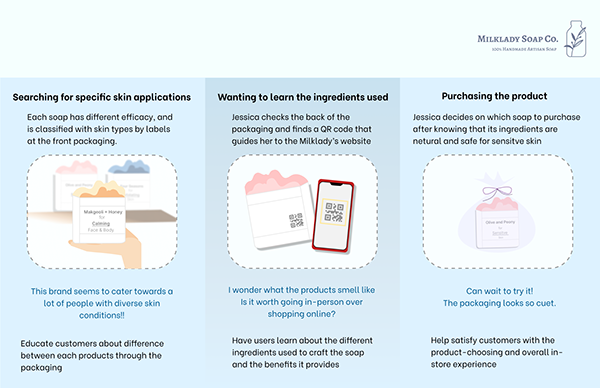 MILKLADY SOAP CO.
100% HANDMADE ARTISAN SOAP
Searching for specific skin applications
Each soap has different efficacy, and
is classified with skin types by labels
at the front packaging.
Makgeoli + Honey
for
Calming
Face & Body
This brand seems to cater towards a
lot of people with diverse skin
conditions!!
Educate customers about difference
between each products through the
packaging
Wanting to learn the ingredients used
Jessica checks the back of the
packaging and finds a QR code that
guides her to the Milklady's website
I wonder what the products smell like
Is it worth going in-person over
shopping online?
Have users learn about the different
ingredients used to craft the soap
and the benefits it provides
Purchasing the product
Jessica decides on which soap to purchase
after knowing that its ingredients are
netural and safe for sensitve skin
Olive and Peony
for
Can wait to try it!
The packaging looks so cuet.
Help satisfy customers with the
product-choosing and overall in-
store experience